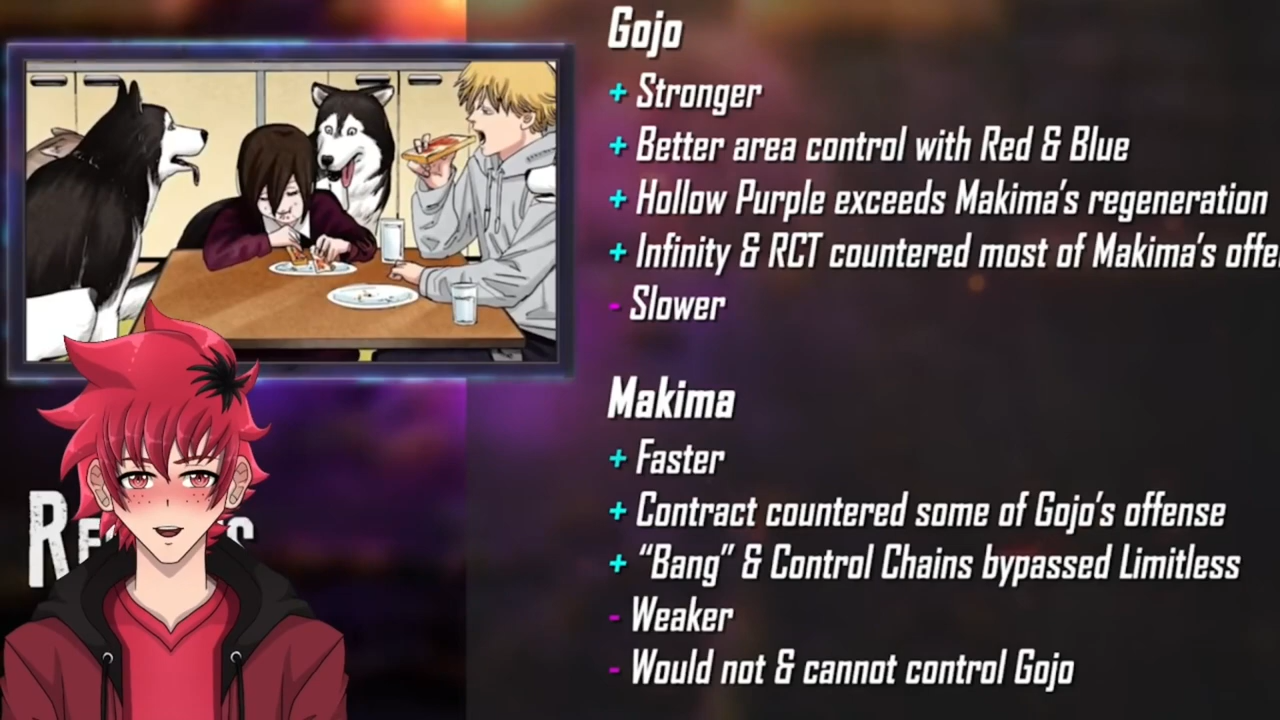 Gojo
+ Stronger
+ Better area control with Red & Blue
+ Hollow Purple exceeds Makima's regeneration
+ Infinity & RCT countered most of Makima's offe
- Slower
Makima
+ Faster
+ Contract countered some of Gojo's offense
+ "Bang" & Control Chains bypassed Limitless
- Weaker
- Would not & cannot control Gojo